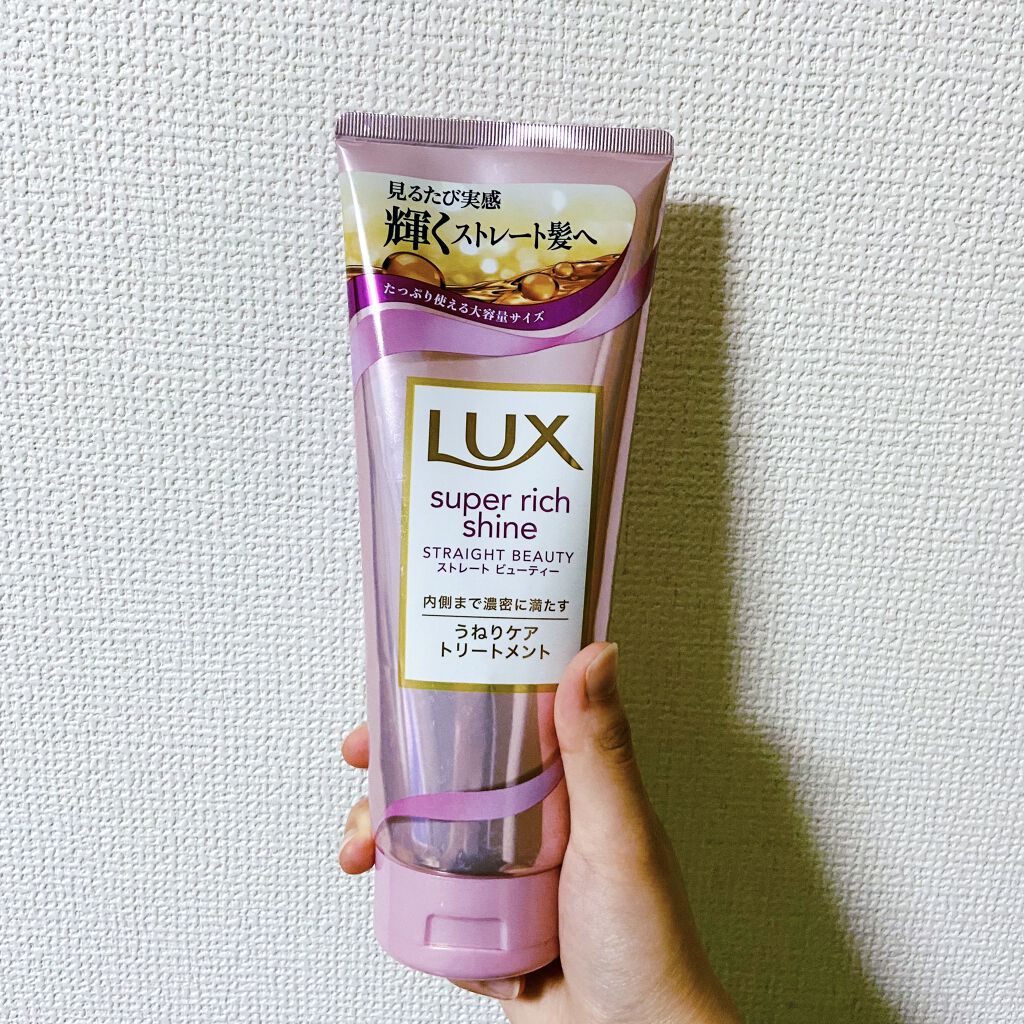 見るたび実感
輝くストレート髪へ
たっぷり使える大容量サイズ
LUX
super rich
shine
STRAIGHT BEAUTY
ストレート ビューティー
内側まで濃密に満たす
うねりケア
トリートメント